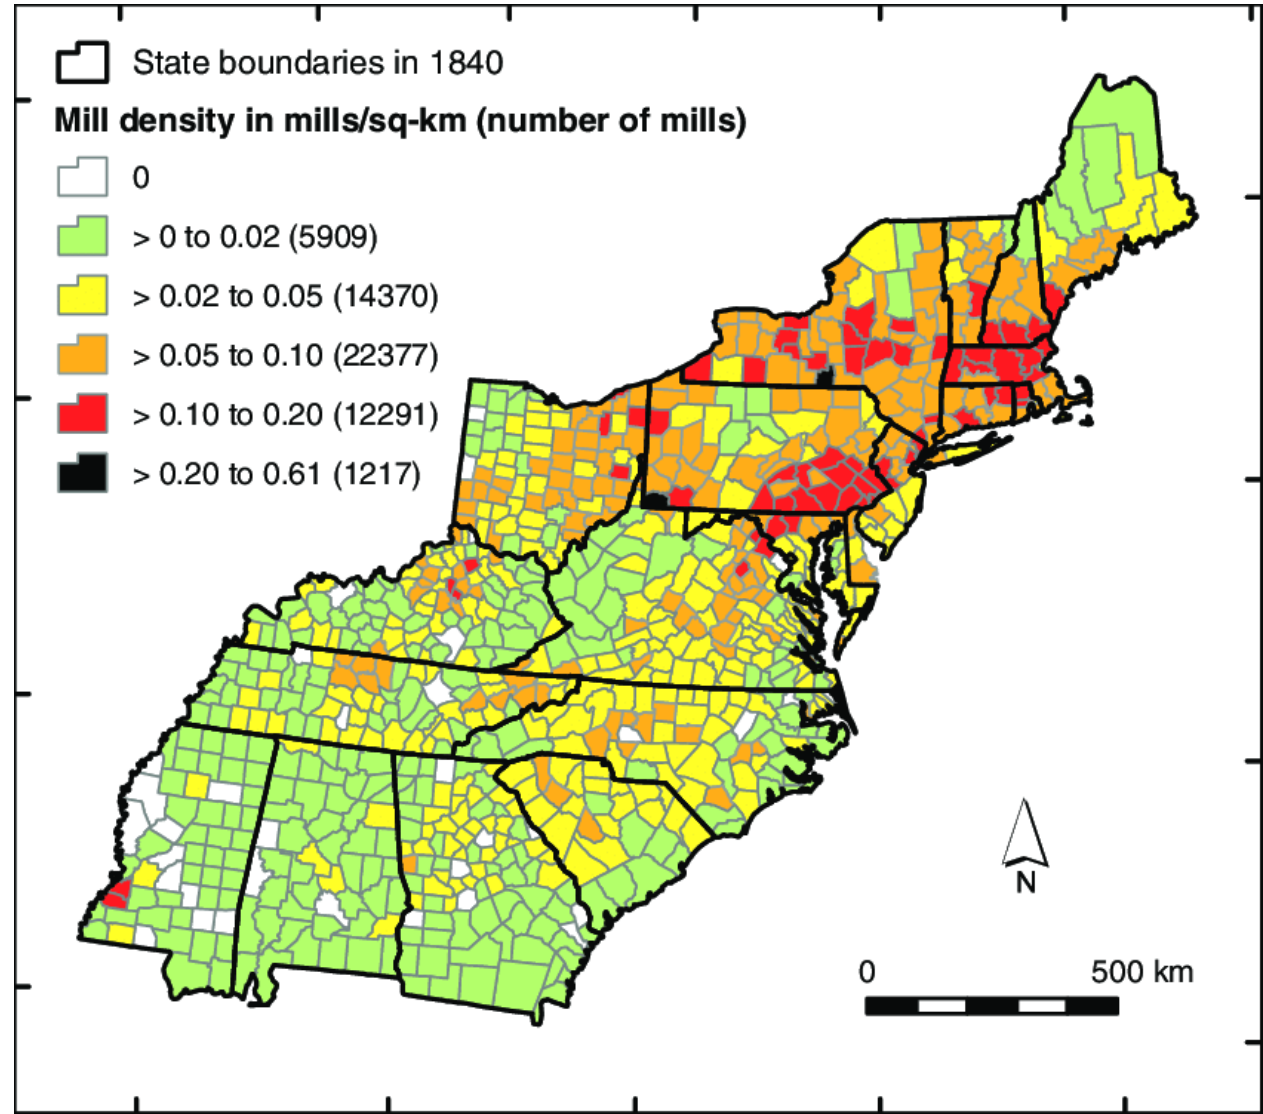 State boundaries in 1840
Mill density in mills/sq-km (number of mills)
0
> 0 to 0.02 (5909)
> 0.02 to 0.05 (14370)
> 0.05 to 0.10 (22377)
> 0.10 to 0.20 (12291)
> 0.20 to 0.61 (1217)
N
0 500 km